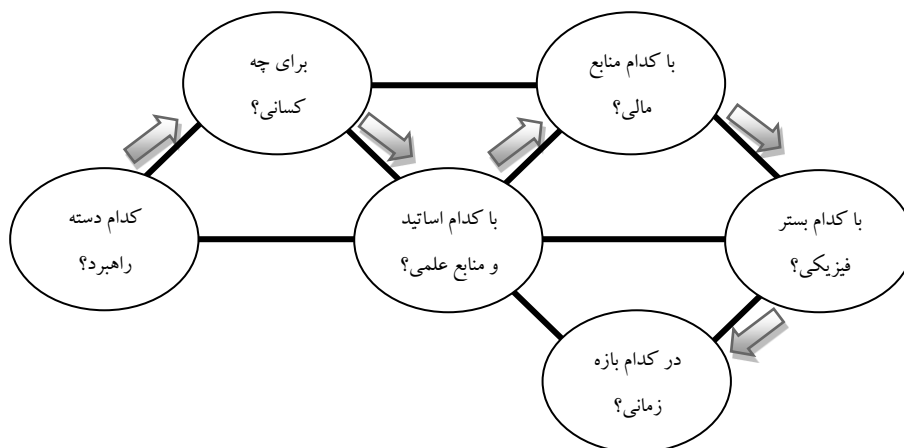 برای چه
کسانی؟
با کدام منابع
مالی؟
کدام دسته
راهبرد؟
با کدام اساتید
و منابع علمی؟
با کدام بستر
فیزیکی؟
در کدام بازه
زمانی؟